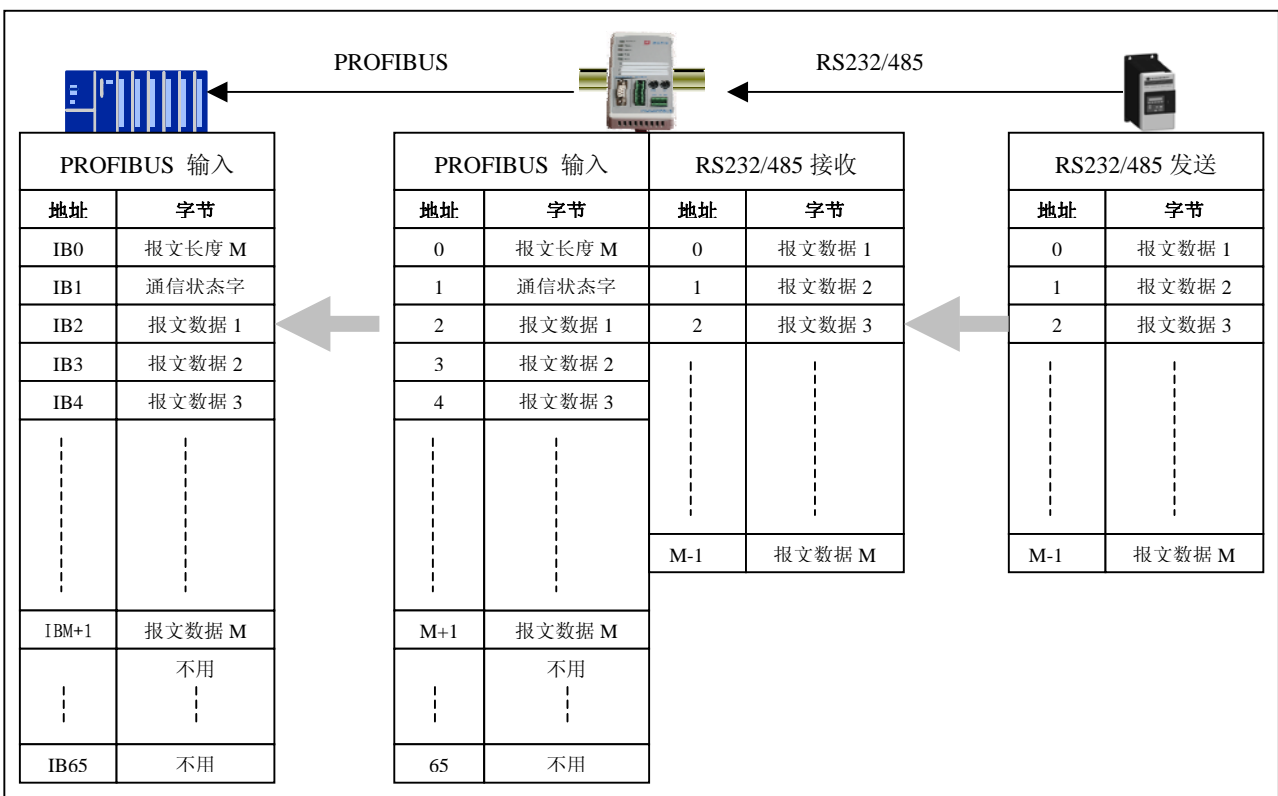 PROFIBUS RS232/485
PROFIBUS 输入 PROFIBUS 输入 RS232/485 接收 RS232/485 发送
地址 字节 地址 字节 地址 字节 地址 字节
IB0 报文长度 M 0 报文长度 M 0 报文数据 1 0 报文数据 1
IB1 通信状态字 1 通信状态字 1 报文数据 2 1 报文数据 2
IB2 报文数据 1 2 报文数据 1 2 报文数据 3 2 报文数据 3
IB3 报文数据 2 3 报文数据 2
IB4 报文数据 3 4 报文数据 3
M-1 报文数据 M M-1 报文数据 M
IBM+1 报文数据 M M+1 报文数据 M
不用 不用
IB65 不用 65 不用